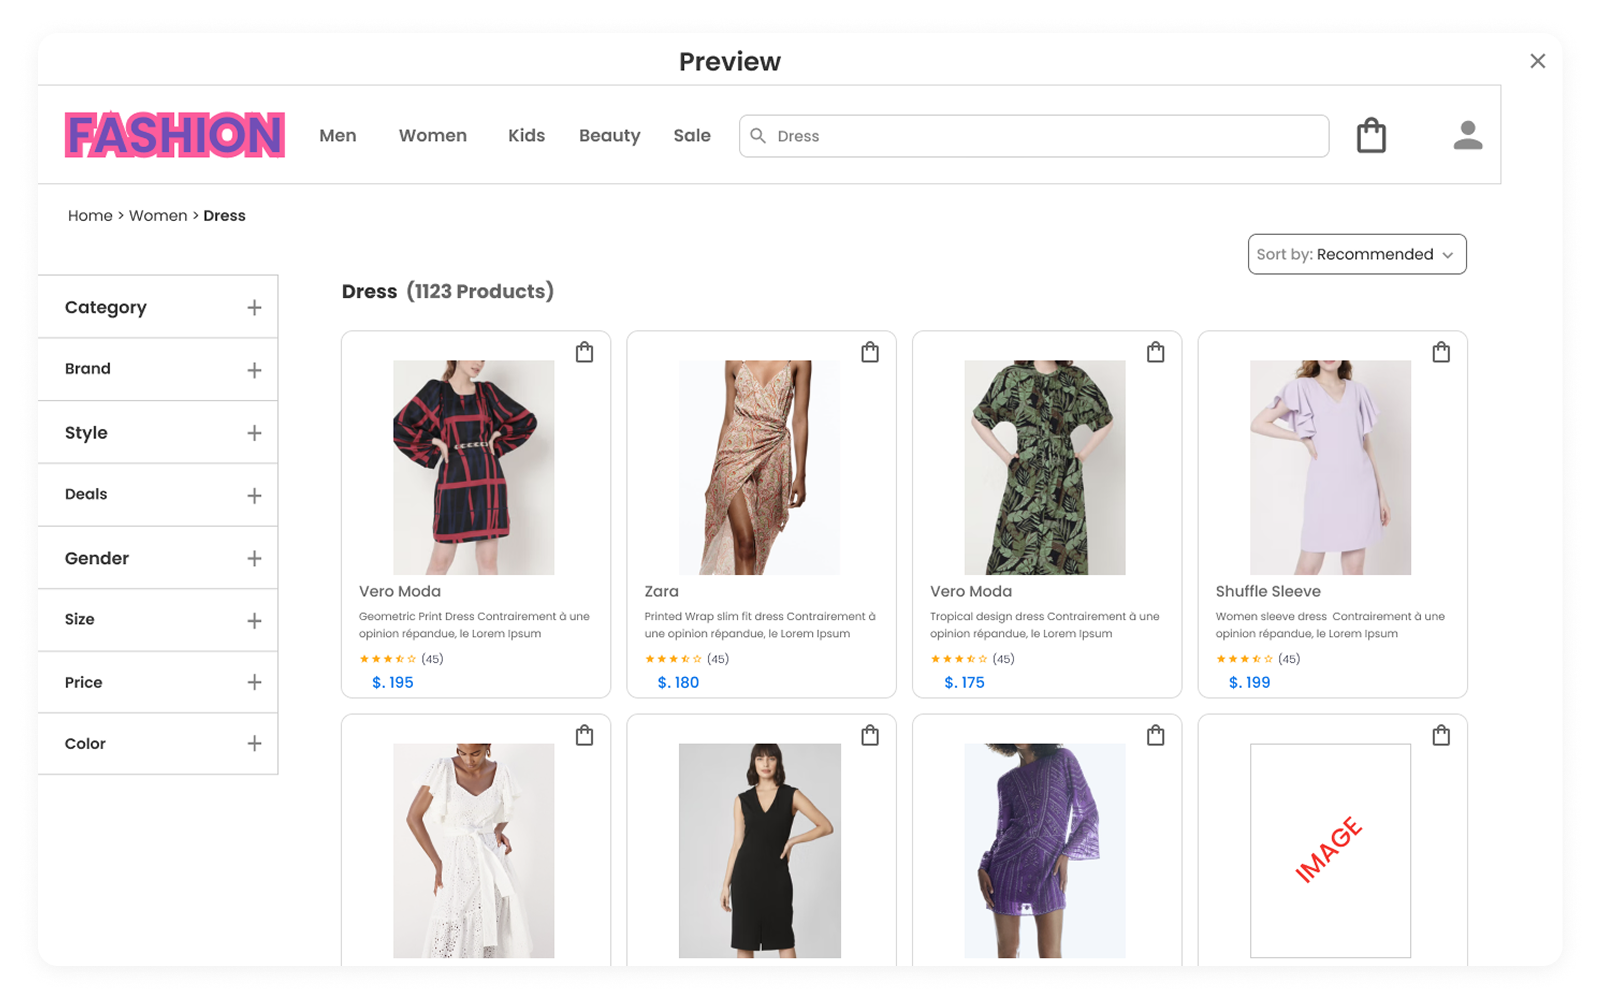 Preview
FASHION
Men
Women
Kids
Beauty
Sale
Dress
Home > Women > Dress
Sort by: Recommended
Category
Brand
Style
Deals
Gender
Size
Price
Color
Dress (1123 Products)
Vero Moda
Geometric Print Dress Contrairement à une
opinion répandue, le Lorem Ipsum
(45)
$. 195
Zara
Printed Wrap slim fit dress Contrairement à
une opinion répandue, le Lorem Ipsum
(45)
$. 180
Vero Moda
Tropical design dress Contrairement à une
opinion répandue, le Lorem Ipsum
(45)
$. 175
Shuffle Sleeve
Women sleeve dress Contrairement à une
opinion répandue, le Lorem Ipsum
(45)
$. 199
IMAGE